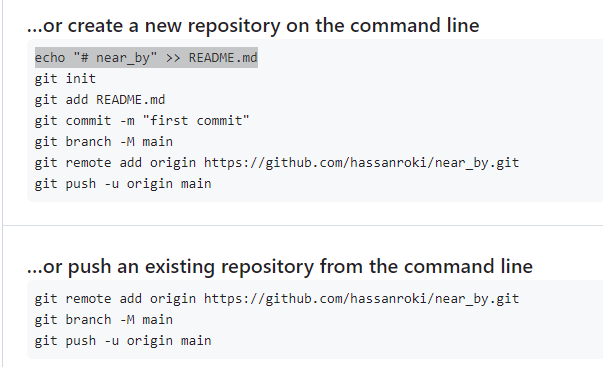 ...or create a new repository on the command line
echo "# near_by" >> README.md
git init
git add README.md
git commit -m "first commit"
git branch -M main
git remote add origin https://github.com/hassanroki/near_by.git
git push -u origin main
...or push an existing repository from the command line
git remote add origin https://github.com/hassanroki/near_by.git
git branch -M main
git push -u origin main